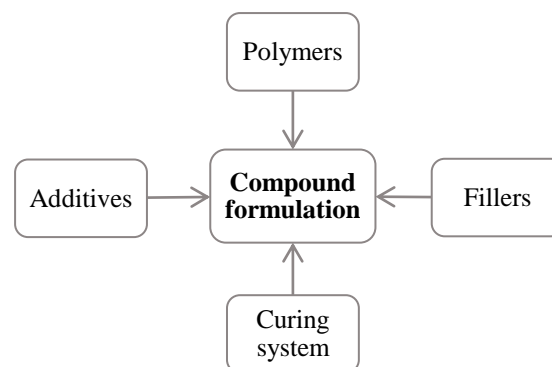 Polymers
Additives
Compound
formulation
Fillers
Curing
system